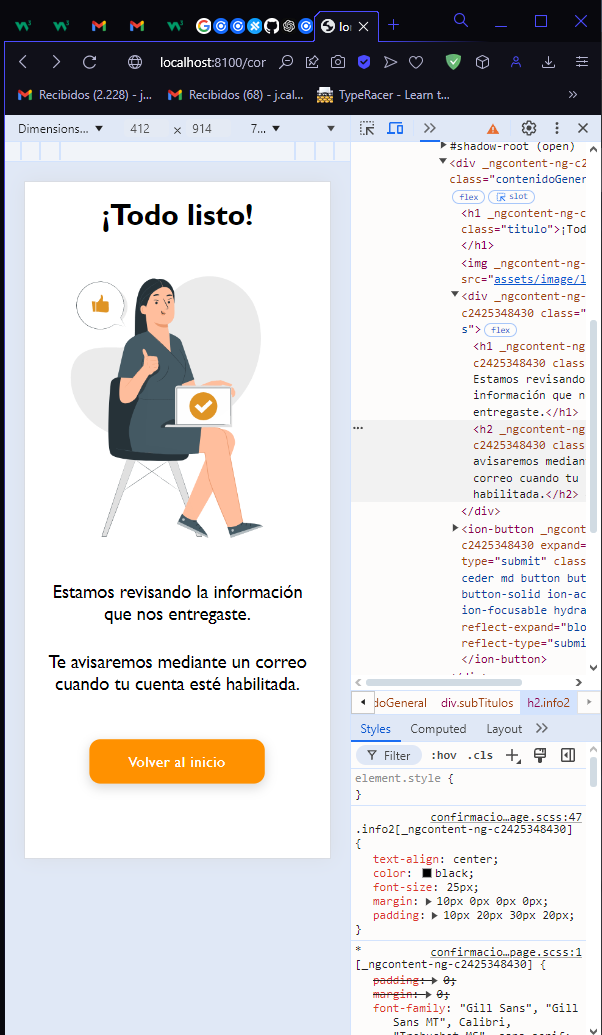 localhost:8100/cor
Recibidos (2.228) - j...
Recibidos (68) - j.cal...
TypeRacer - Learn t...
»
Dimensions... ▼ 412 × 914 7... ▼ ▼
¡Todo listo!
Estamos revisando la información
que nos entregaste.
Te avisaremos mediante un correo
cuando tu cuenta esté habilitada.
Volver al inicio
#shadow-root (open)
<div _ngcontent-ng-c2
class="contenidoGener
flex slot
<h1 _ngcontent-ng-c
class="titulo">¡Tod
</h1>
<img _ngcontent-ng-
src="assets/image/l
<div _ngcontent-ng-
c2425348430 class="
s"> flex
<h1 _ngcontent-ng
c2425348430 class
Estamos revisando
información que n
entregaste.</h1>
<h2 _ngcontent-ng
c2425348430 class
avisaremos median
correo cuando tu
habilitada.</h2>
</div>
<ion-button _ngcont
c2425348430 expand=
type="submit" class
ceder md button but
button-solid ion-ac
ion-focusable hydra
reflect-expand="blo
reflect-type="submi
</ion-button>
doGeneral div.subTitulos h2.info2
Styles Computed Layout »
Filter :hov .cls
element.style {
}
confirmacio…age.scss:47
.info2[_ngcontent-ng-c2425348430]
{
text-align: center;
color: black;
font-size: 25px;
margin: 10px 0px 0px 0px;
padding: 10px 20px 30px 20px;
}
* confirmacio…page.scss:1
[_ngcontent-ng-c2425348430] {
padding: 0;
margin: 0;
font-family: "Gill Sans", "Gill
Sans MT", Calibri,
"Trebuchet MS", sans-serif;